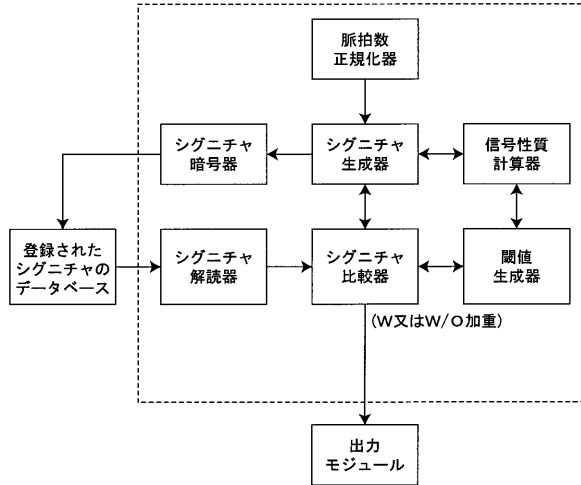 脈拍数
正規化器
シグニチャ
暗号器
シグニチャ
生成器
信号性質
計算器
登録された
シグニチャの
データベース
シグニチャ
解読器
シグニチャ
比較器
閾値
生成器
(W又はW/O加重)
出力
モジュール